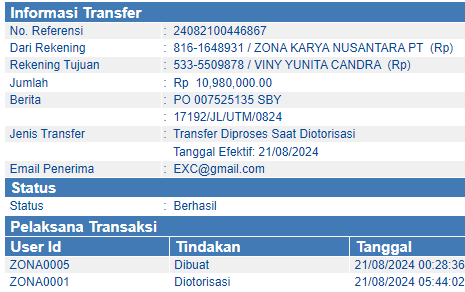 Informasi Transfer
No. Referensi : 24082100446867
Dari Rekening : 816-1648931 / ZONA KARYA NUSANTARA PT (Rp)
Rekening Tujuan : 533-5509878 / VINY YUNITA CANDRA (Rp)
Jumlah : Rp 10,980,000.00
Berita : PO 007525135 SBY
: 17192/JL/UTM/0824
Jenis Transfer : Transfer Diproses Saat Diotorisasi
Tanggal Efektif: 21/08/2024
Email Penerima : EXC@gmail.com
Status
Status : Berhasil
Pelaksana Transaksi
User Id Tindakan Tanggal
ZONA0005 Dibuat 21/08/2024 00:28:36
ZONA0001 Diotorisasi 21/08/2024 05:44:02